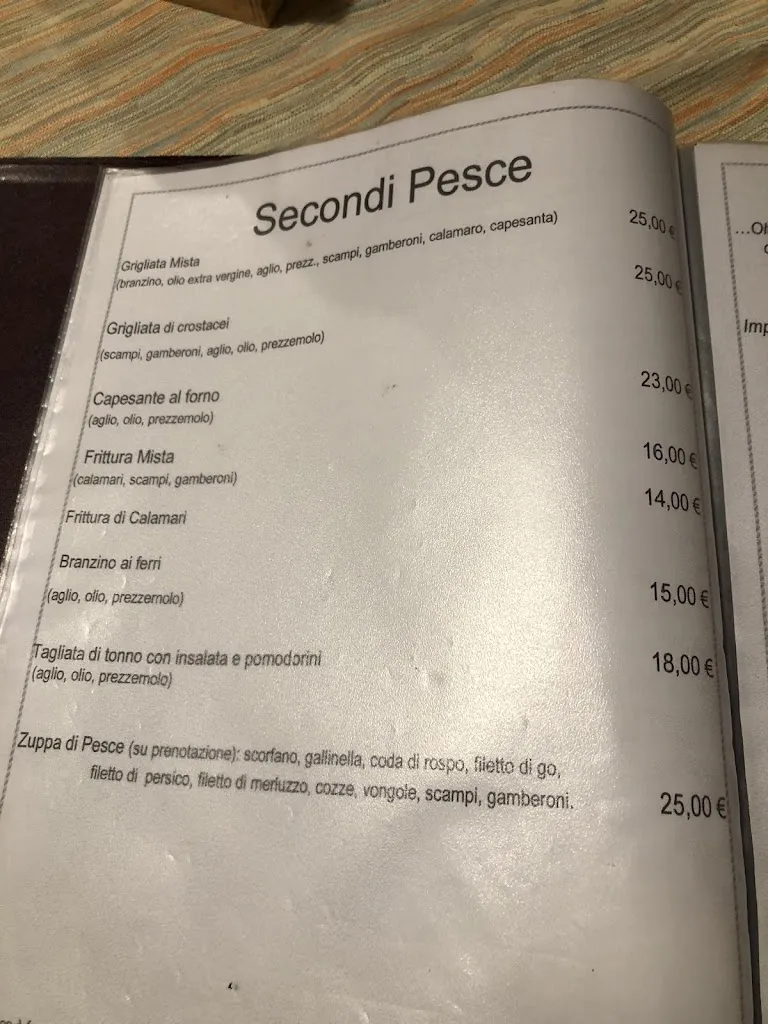 Secondi Pesce
Grigliata Mista 25,00 €
(branzino, olio extra vergine, aglio, prezz., scampi, gamberoni, calamaro, capesanta)
25,00 €
Grigliata di crostacei
(scampi, gamberoni, aglio, olio, prezzemolo)
Capesante al forno 23,00 €
(aglio, olio, prezzemolo)
Frittura Mista 16,00 €
(calamari, scampi, gamberoni)
Frittura di Calamari 14,00 €
Branzino ai ferri
(aglio, olio, prezzemolo) 15,00 €
Tagliata di tonno con insalata e pomodorini 18,00 €
(aglio, olio, prezzemolo)
Zuppa di Pesce (su prenotazione): scorfano, gallinella, coda di rospo, filetto di go,
filetto di persico, filetto di merluzzo, cozze, vongole, scampi, gamberoni. 25,00 €
Imp